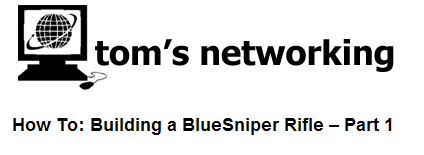 tom's networking
How To: Building a BlueSniper Rifle – Part 1